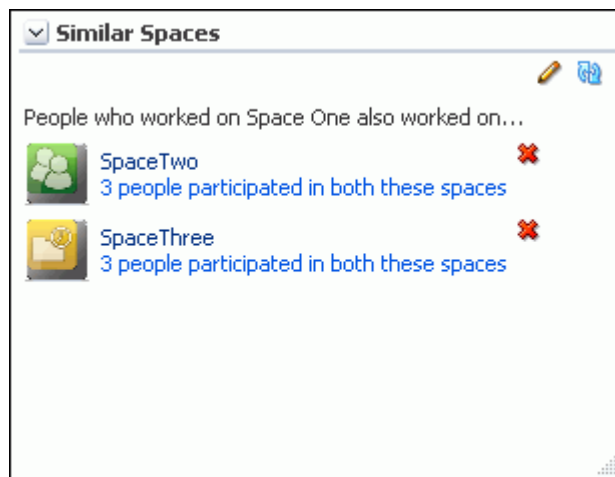 Similar Spaces
People who worked on Space One also worked on...
SpaceTwo
3 people participated in both these spaces
SpaceThree
3 people participated in both these spaces